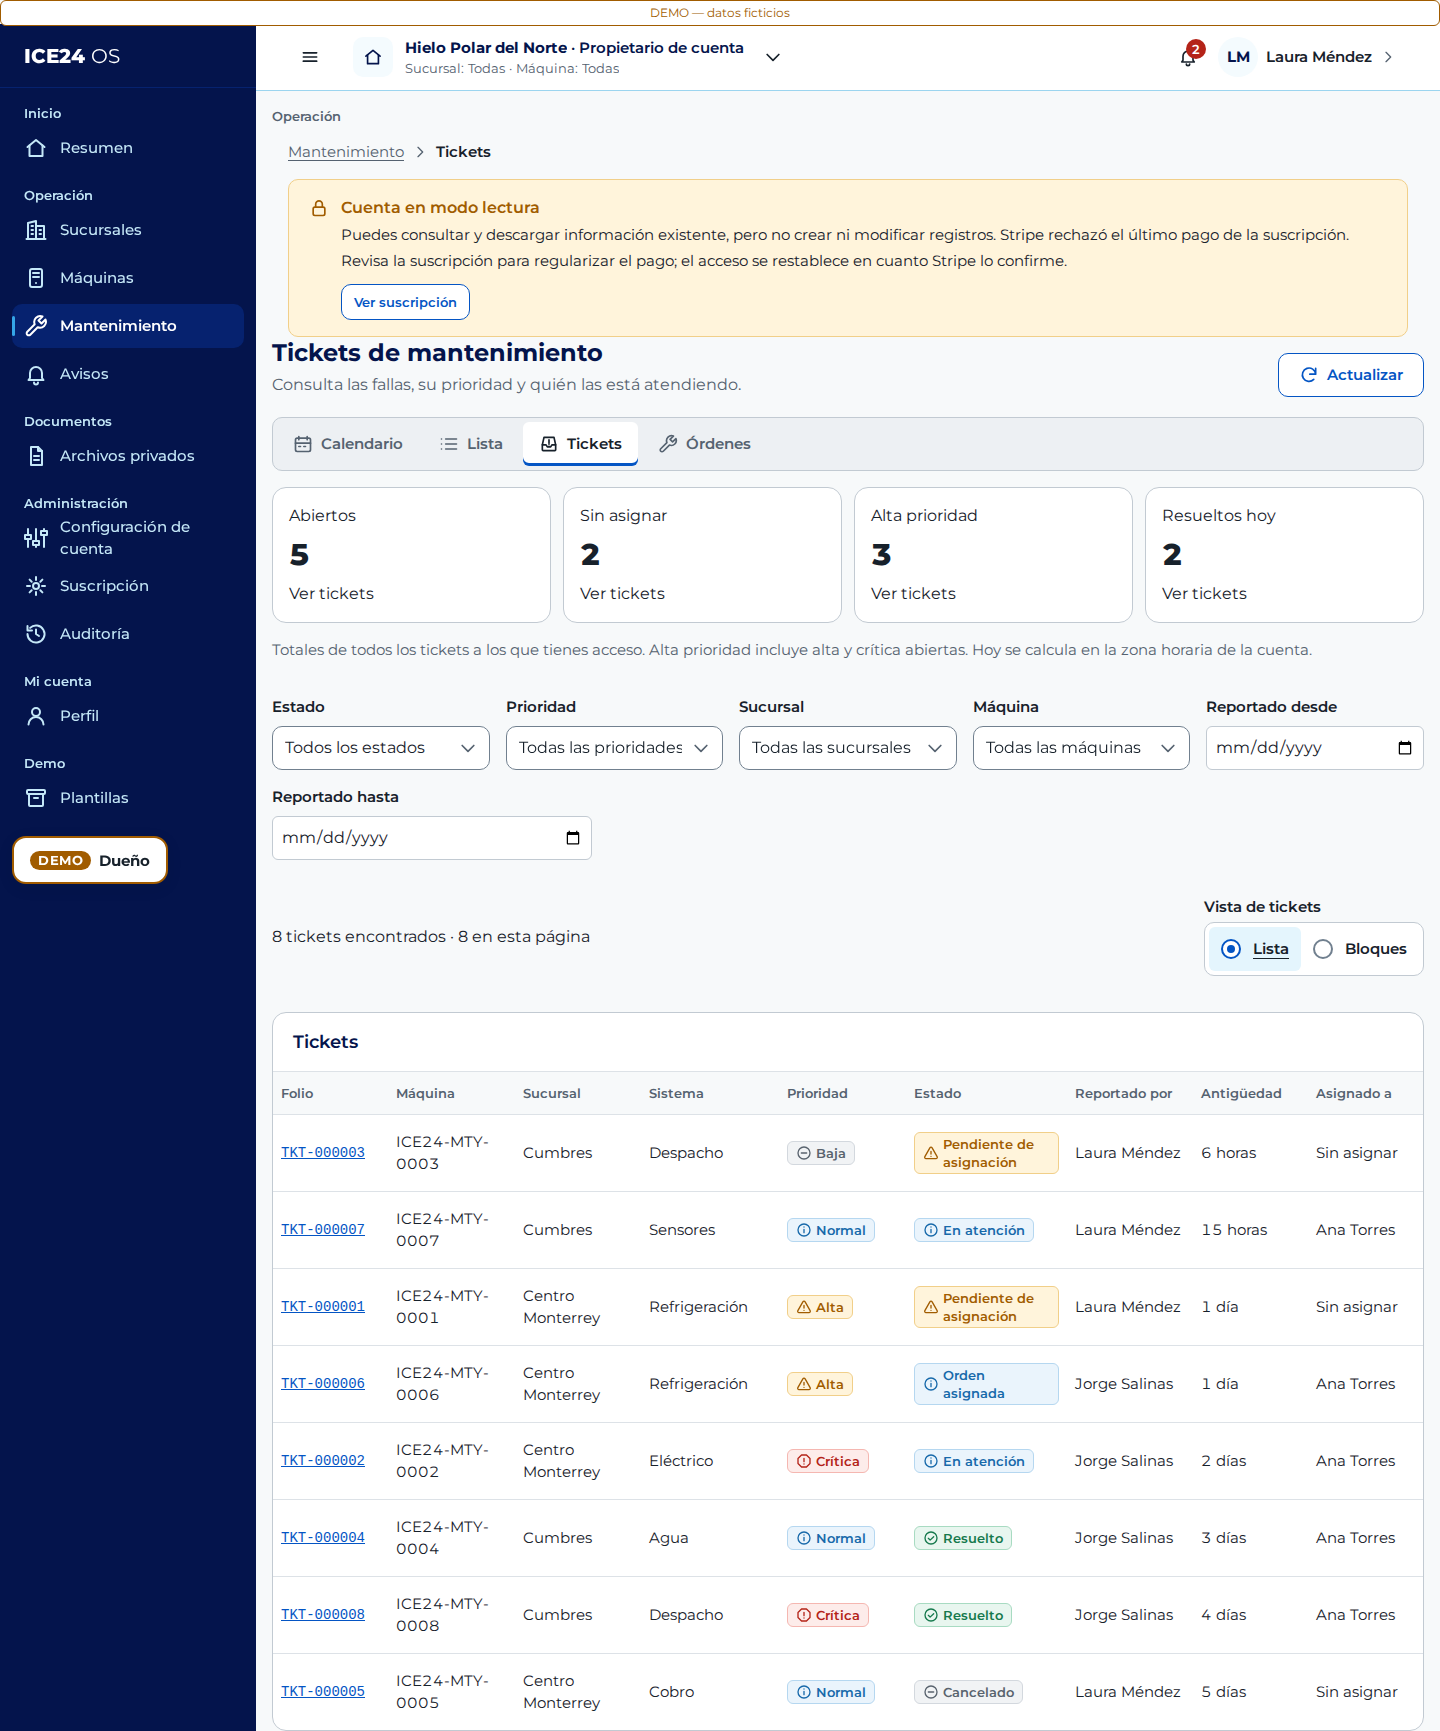 DEMO — datos ficticios
ICE24 OS
Inicio
Resumen
Operación
Sucursales
Máquinas
Mantenimiento
Avisos
Documentos
Archivos privados
Administración
Configuración de
cuenta
Suscripción
Auditoría
Mi cuenta
Perfil
Demo
Plantillas
DEMO Dueño
Hielo Polar del Norte · Propietario de cuenta
Sucursal: Todas · Máquina: Todas
2
LM Laura Méndez
Operación
Mantenimiento > Tickets
Cuenta en modo lectura
Puedes consultar y descargar información existente, pero no crear ni modificar registros. Stripe rechazó el último pago de la suscripción.
Revisa la suscripción para regularizar el pago; el acceso se restablece en cuanto Stripe lo confirme.
Ver suscripción
Tickets de mantenimiento
Consulta las fallas, su prioridad y quién las está atendiendo.
Actualizar
Calendario Lista Tickets Órdenes
Abiertos
5
Ver tickets
Sin asignar
2
Ver tickets
Alta prioridad
3
Ver tickets
Resueltos hoy
2
Ver tickets
Totales de todos los tickets a los que tienes acceso. Alta prioridad incluye alta y crítica abiertas. Hoy se calcula en la zona horaria de la cuenta.
Estado Prioridad Sucursal Máquina Reportado desde
Todos los estados Todas las prioridades Todas las sucursales Todas las máquinas mm/dd/yyyy
Reportado hasta
mm/dd/yyyy
8 tickets encontrados · 8 en esta página
Vista de tickets
Lista Bloques
Tickets
Folio Máquina Sucursal Sistema Prioridad Estado Reportado por Antigüedad Asignado a
TKT-000003 ICE24-MTY-0003 Cumbres Despacho Baja Pendiente de asignación Laura Méndez 6 horas Sin asignar
TKT-000007 ICE24-MTY-0007 Cumbres Sensores Normal En atención Laura Méndez 15 horas Ana Torres
TKT-000001 ICE24-MTY-0001 Centro Monterrey Refrigeración Alta Pendiente de asignación Laura Méndez 1 día Sin asignar
TKT-000006 ICE24-MTY-0006 Centro Monterrey Refrigeración Alta Orden asignada Jorge Salinas 1 día Ana Torres
TKT-000002 ICE24-MTY-0002 Centro Monterrey Eléctrico Crítica En atención Jorge Salinas 2 días Ana Torres
TKT-000004 ICE24-MTY-0004 Cumbres Agua Normal Resuelto Jorge Salinas 3 días Ana Torres
TKT-000008 ICE24-MTY-0008 Cumbres Despacho Crítica Resuelto Jorge Salinas 4 días Ana Torres
TKT-000005 ICE24-MTY-0005 Centro Monterrey Cobro Normal Cancelado Laura Méndez 5 días Sin asignar